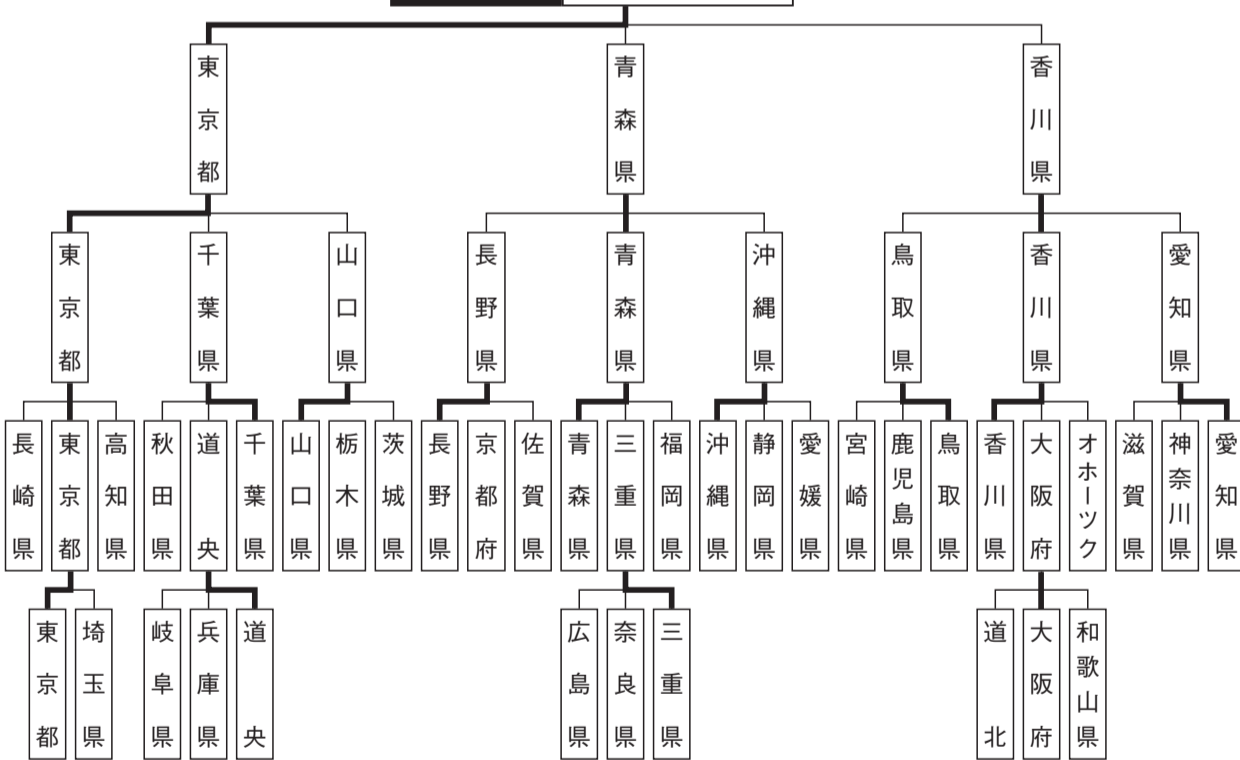 東京都
青森県
香川県
東京都
千葉県
山口県
長野県
青森県
沖縄県
鳥取県
香川県
愛知県
長崎県
東京都
高知県
秋田県
道央
千葉県
山口県
栃木県
茨城県
長野県
京都府
佐賀県
青森県
三重県
福岡県
沖縄県
静岡県
愛媛県
宮崎県
鹿児島県
鳥取県
香川県
大阪府
オホーツク
滋賀県
神奈川県
愛知県
東京都
埼玉県
岐阜県
兵庫県
道央
広島県
奈良県
三重県
道北
大阪府
和歌山県